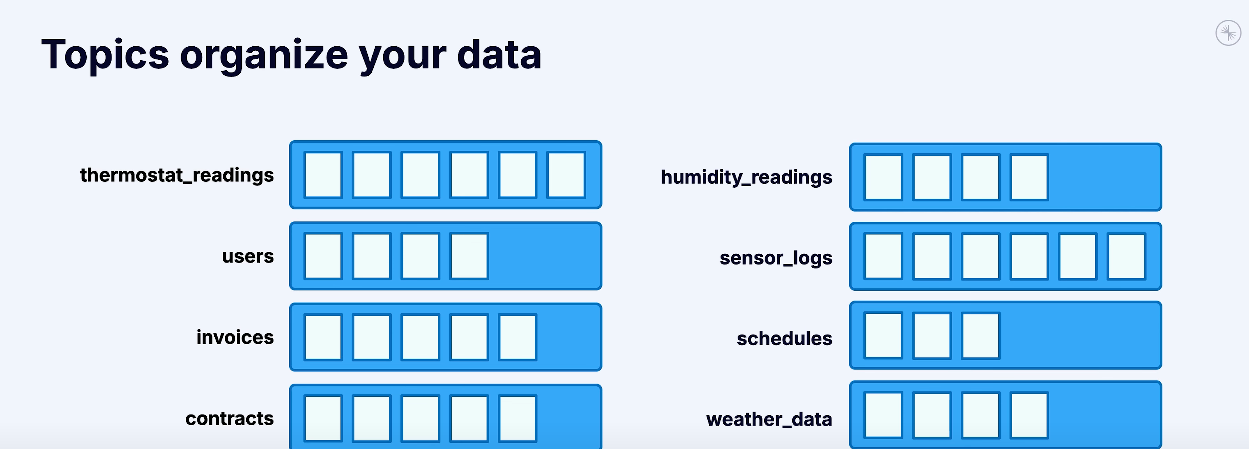 Topics organize your data
thermostat_readings
users
invoices
contracts
humidity_readings
sensor_logs
schedules
weather_data